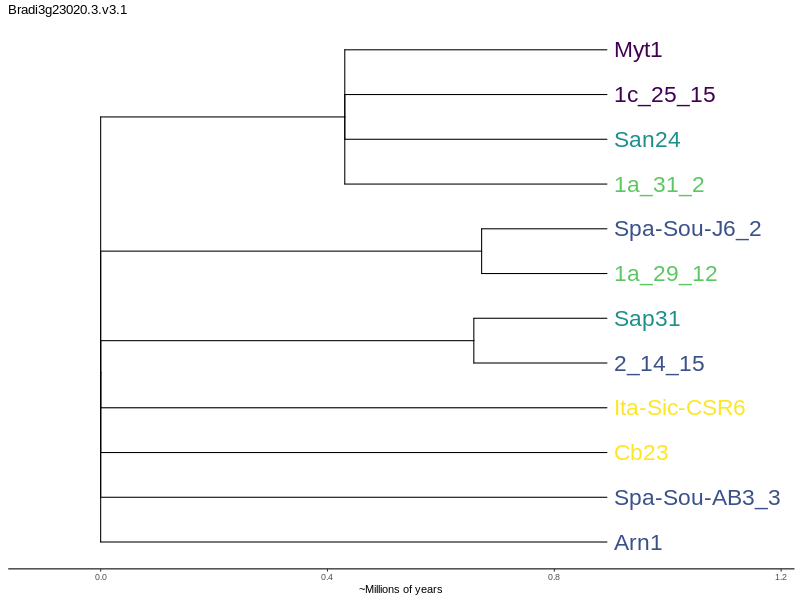 Bradi3g23020.3.v3.1
Myt1
1c_25_15
San24
1a_31_2
Spa-Sou-J6_2
1a_29_12
Sap31
2_14_15
Ita-Sic-CSR6
Cb23
Spa-Sou-AB3_3
Arn1
0.0 0.4 0.8 1.2
~Millions of years